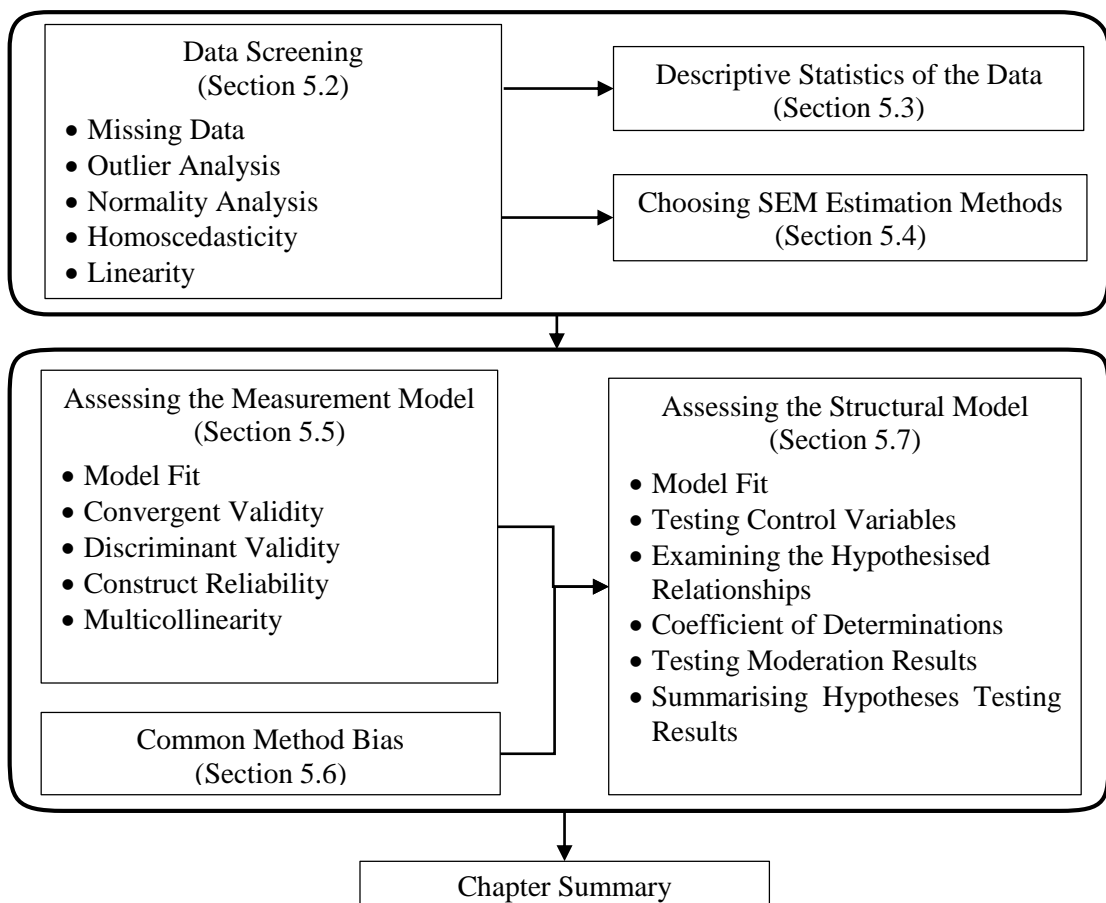 Data Screening
(Section 5.2)
• Missing Data
• Outlier Analysis
• Normality Analysis
• Homoscedasticity
• Linearity
Descriptive Statistics of the Data
(Section 5.3)
Choosing SEM Estimation Methods
(Section 5.4)
Assessing the Measurement Model
(Section 5.5)
• Model Fit
• Convergent Validity
• Discriminant Validity
• Construct Reliability
• Multicollinearity
Common Method Bias
(Section 5.6)
Assessing the Structural Model
(Section 5.7)
• Model Fit
• Testing Control Variables
• Examining the Hypothesised
Relationships
• Coefficient of Determinations
• Testing Moderation Results
• Summarising Hypotheses Testing
Results
Chapter Summary